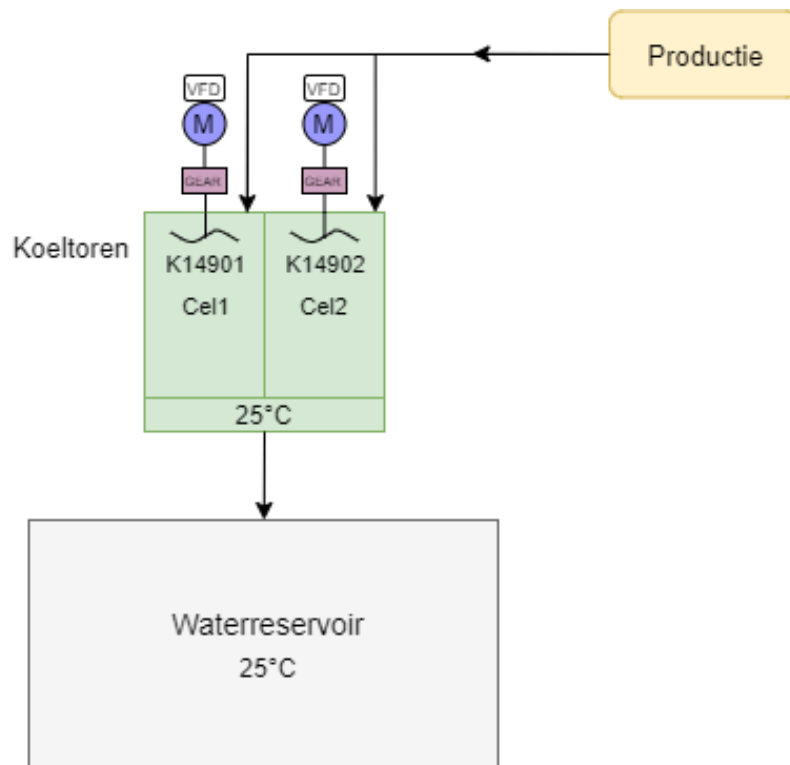 Productie
VFD
VFD
M
M
GEAR
GEAR
Koeltoren
K14901
K14902
Cel1
Cel2
25°C
Waterreservoir
25°C